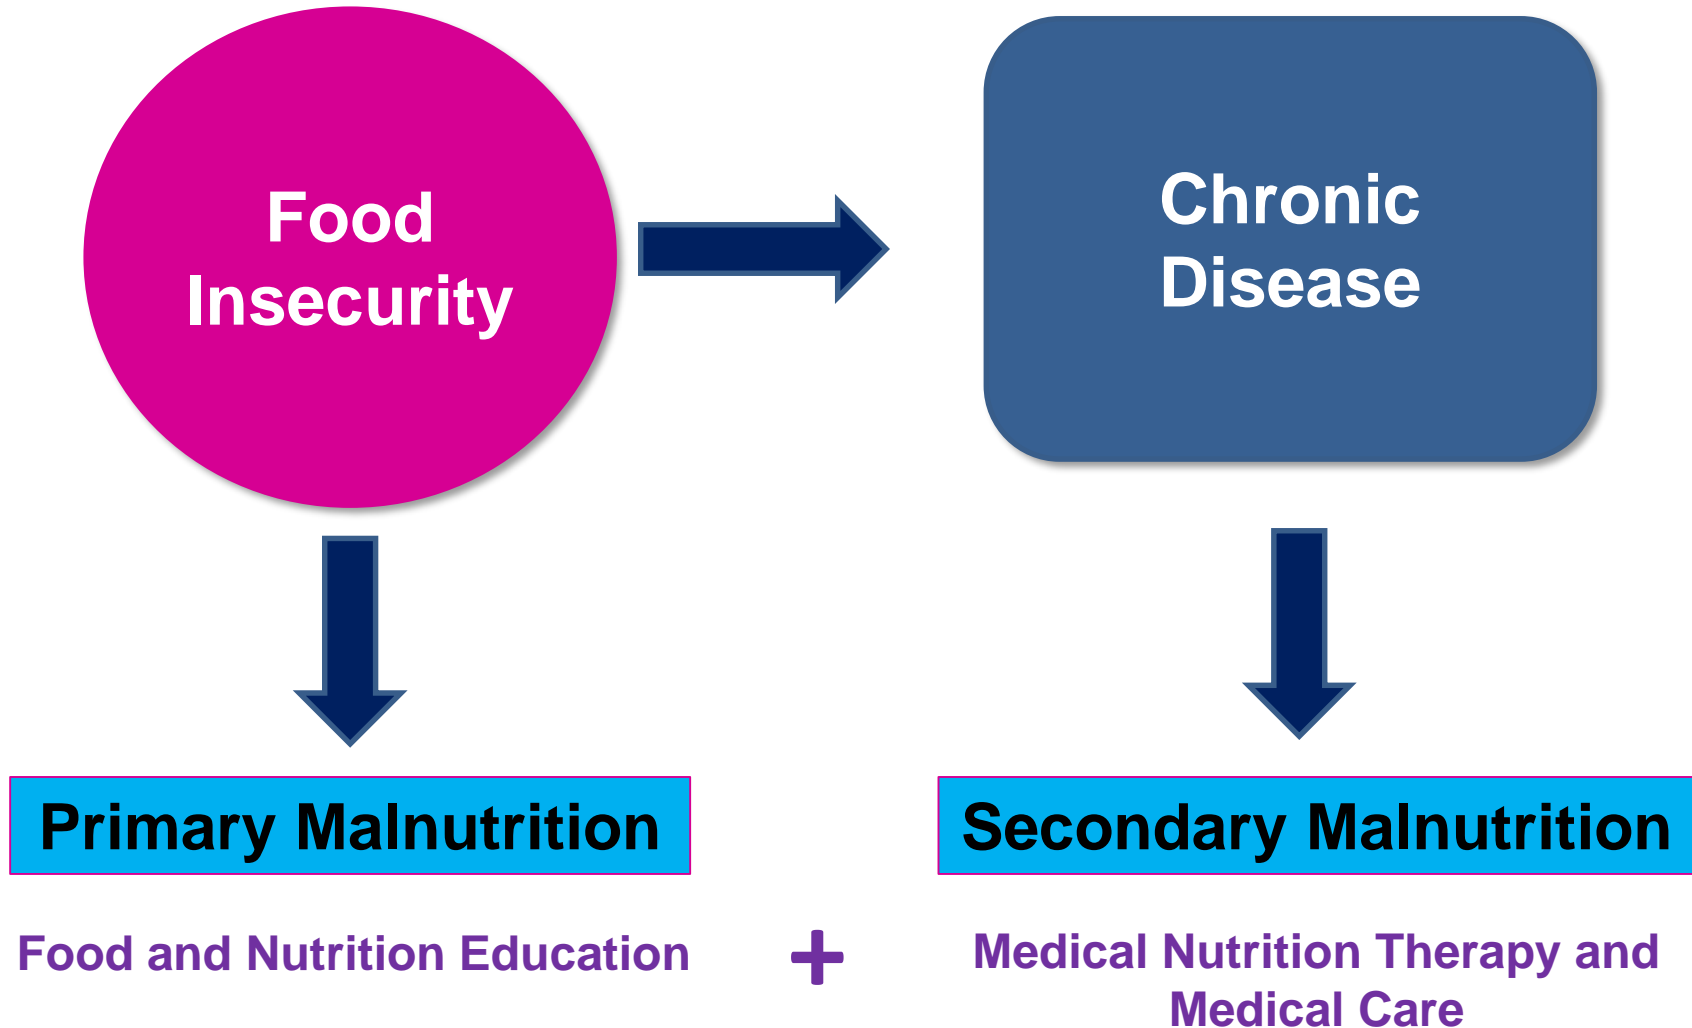 Food
Insecurity
Chronic
Disease
Primary Malnutrition
Secondary Malnutrition
Food and Nutrition Education
+
Medical Nutrition Therapy and
Medical Care